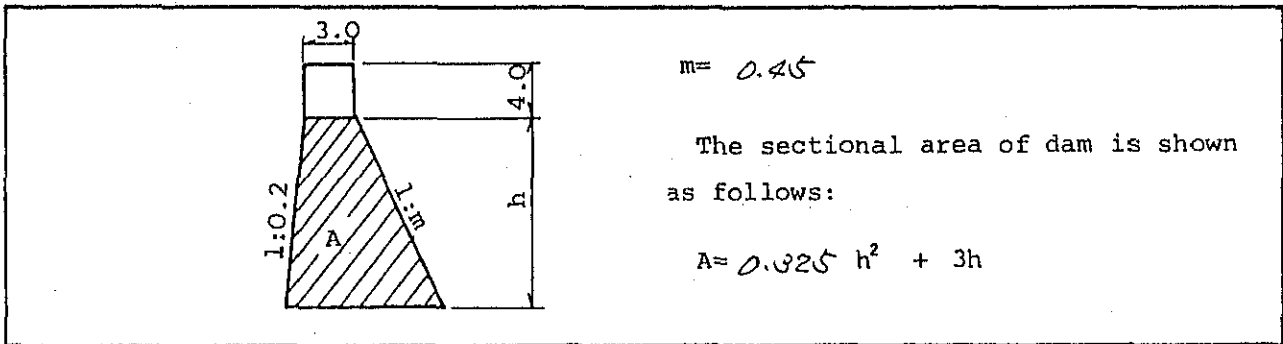 3.0
4.0
m= 0.45
The sectional area of dam is shown
as follows:
1:0.2
A
1:m
h
A= 0.325 h² + 3h